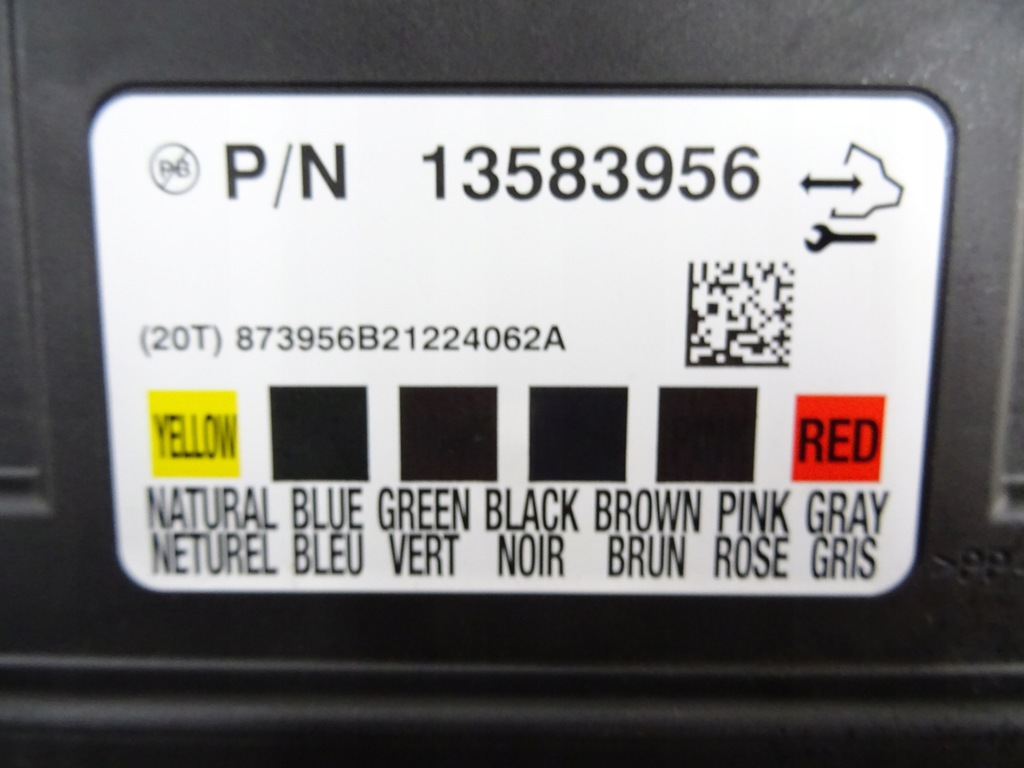 PB P/N 13583956
(20T) 873956B21224062A
YELLOW RED
NATURAL BLUE GREEN BLACK BROWN PINK GRAY
NETUREL BLEU VERT NOIR BRUN ROSE GRIS